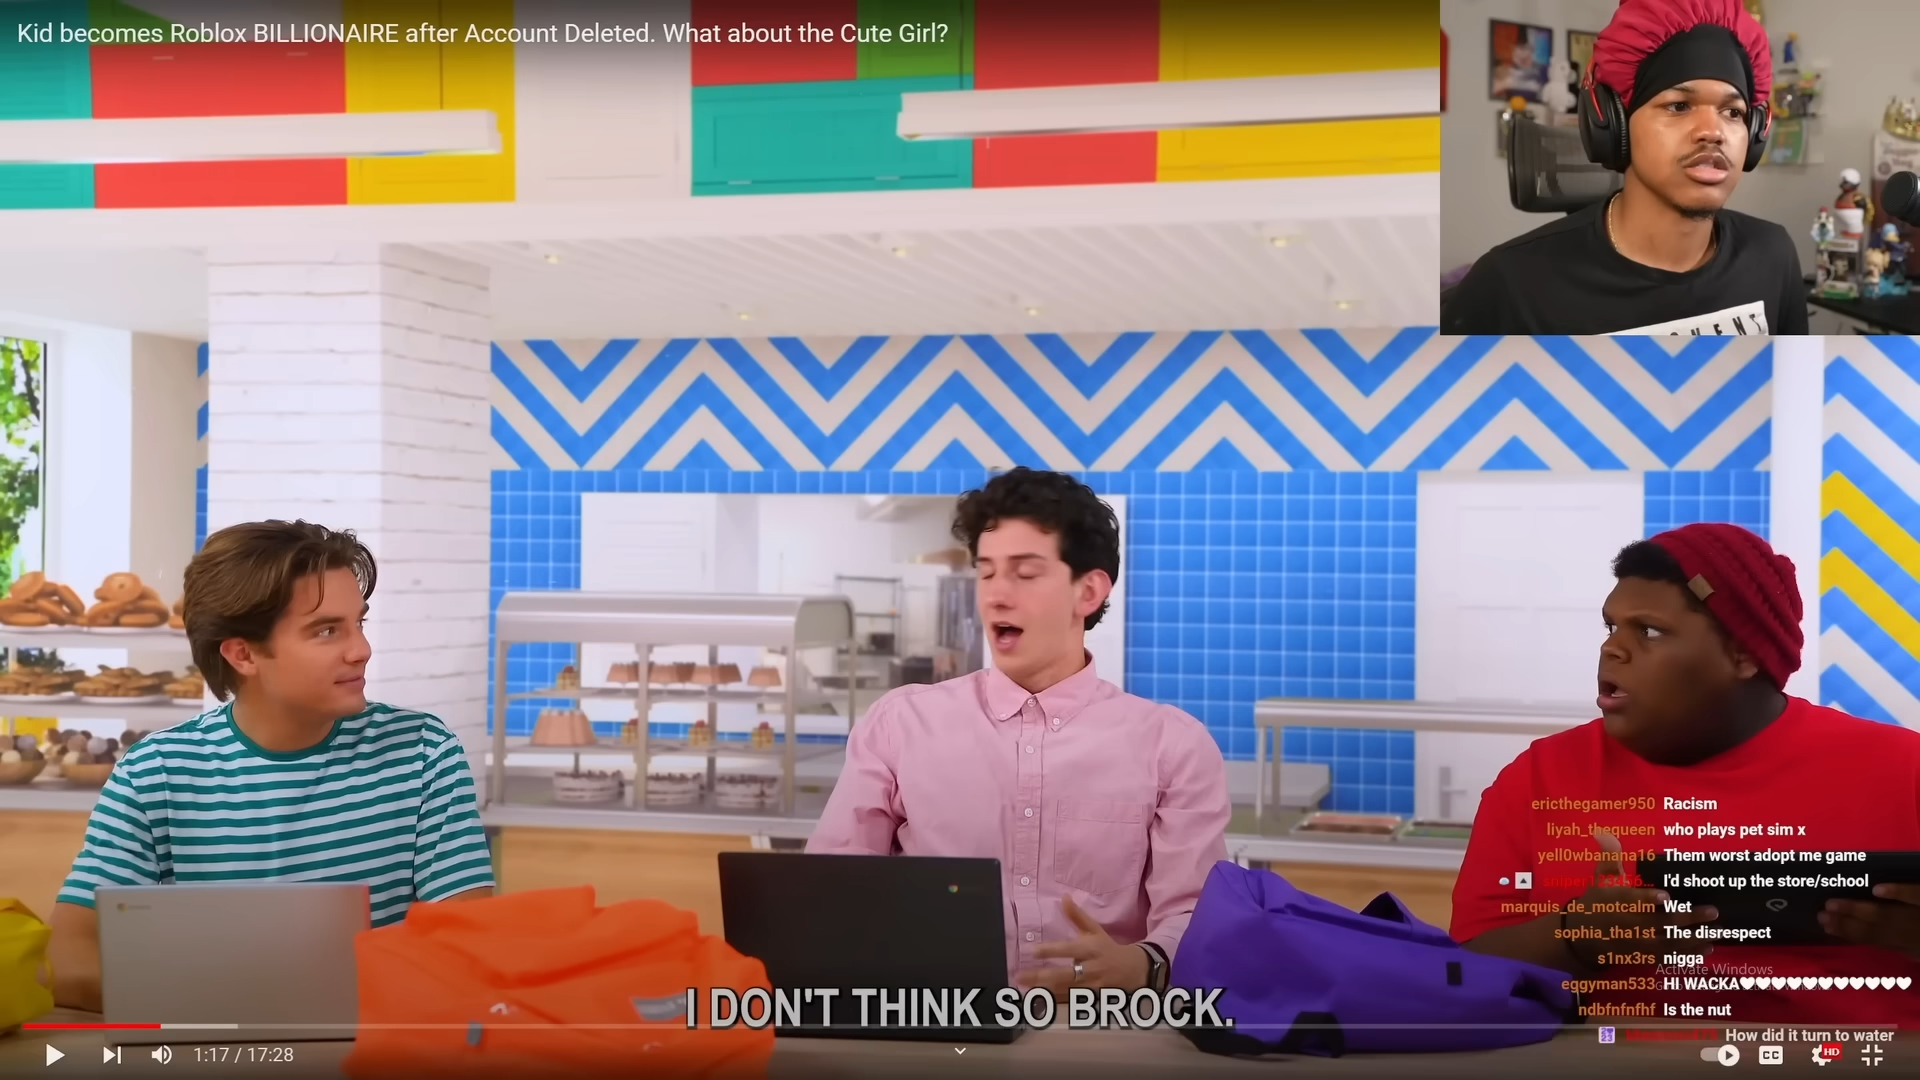 Kid becomes Roblox BILLIONAIRE after Account Deleted. What about the Cute Girl?
ericthegamer950 Racism
liyah_thequeen who plays pet sim x
yell0wbanana16 Them worst adopt me game
I'd shoot up the store/school
marquis_de_motcalm Wet
sophia_tha1st The disrespect
s1nx3rs nigga
Activate Windows
eggyman533 HI WACKA♥♥♥♥♥♥♥♥♥♥♥♥
ndbfnfnfhf Is the nut
I DON'T THINK SO BROCK.
How did it turn to water
1:17 / 17:28
CC
HD